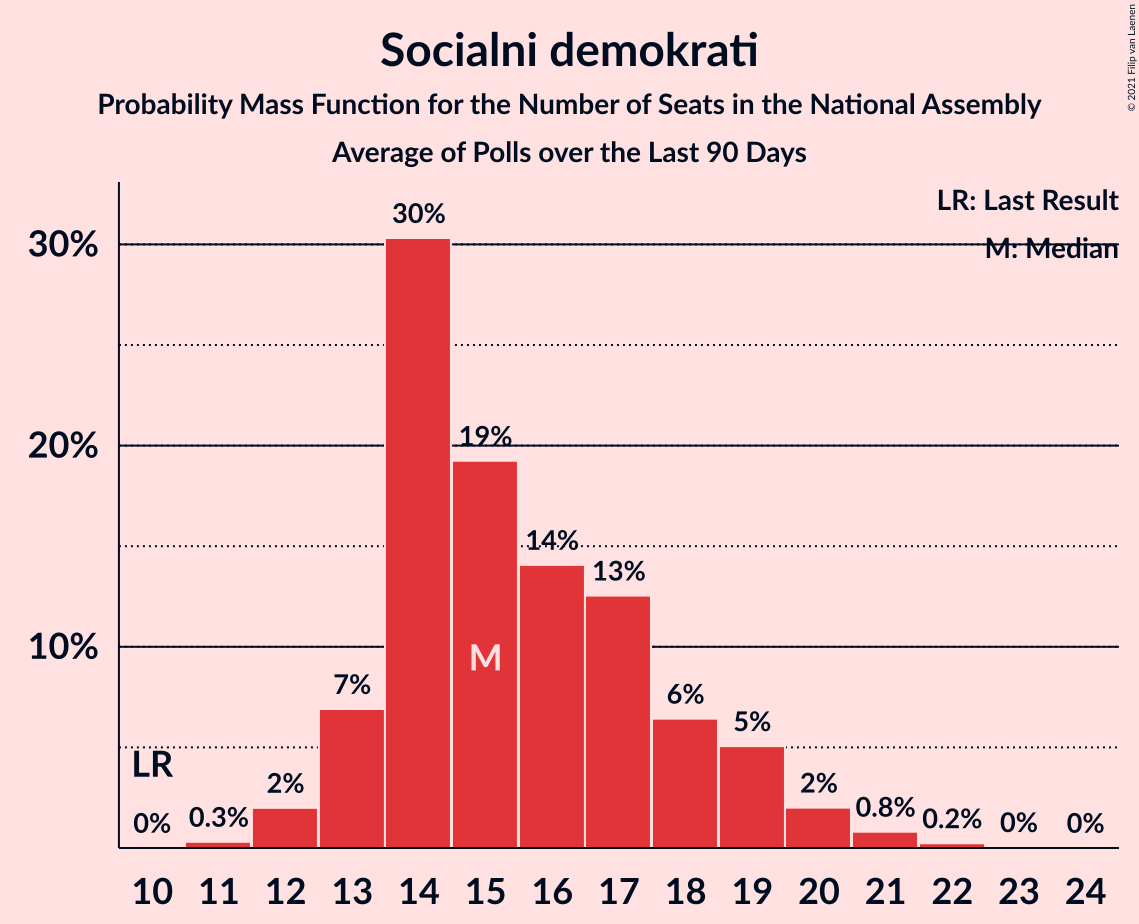 Socialni demokrati
Probability Mass Function for the Number of Seats in the National Assembly
Average of Polls over the Last 90 Days
© 2021 Filip van Laenen
LR: Last Result
M: Median
30%
20%
10%
LR
M
0%
0.3%
2%
7%
30%
19%
14%
13%
6%
5%
2%
0.8%
0.2%
0%
0%
10 11 12 13 14 15 16 17 18 19 20 21 22 23 24